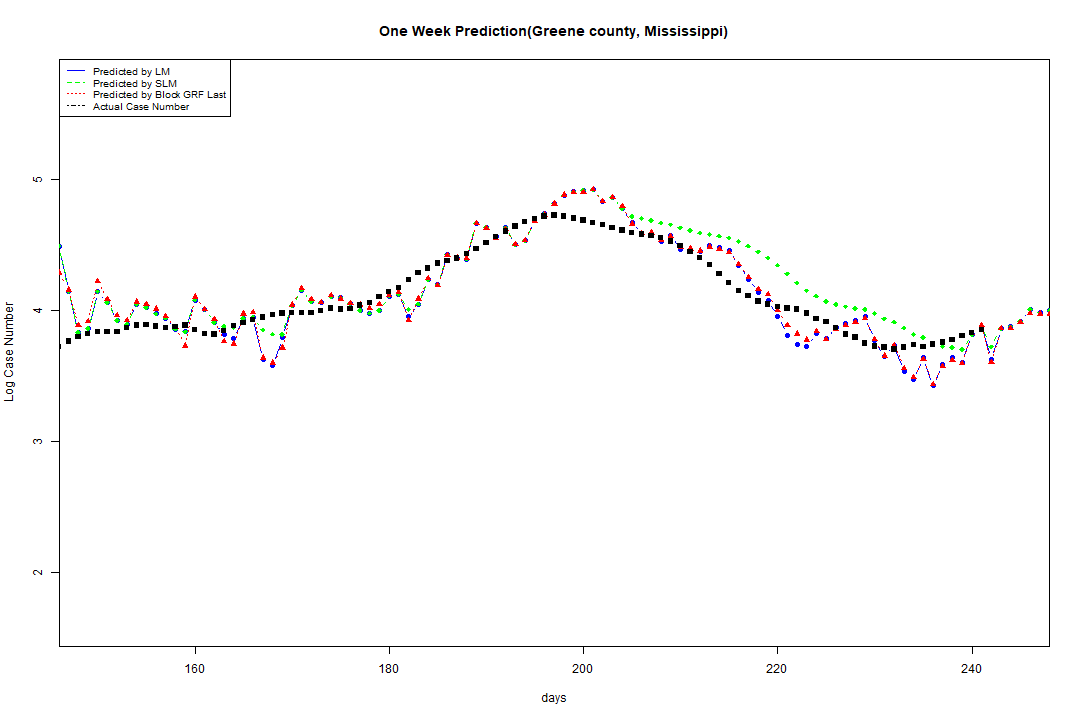 One Week Prediction(Greene county, Mississippi)
Predicted by LM
Predicted by SLM
Predicted by Block GRF Last
Actual Case Number
5
4
3
2
Log Case Number
160 180 200 220 240
days